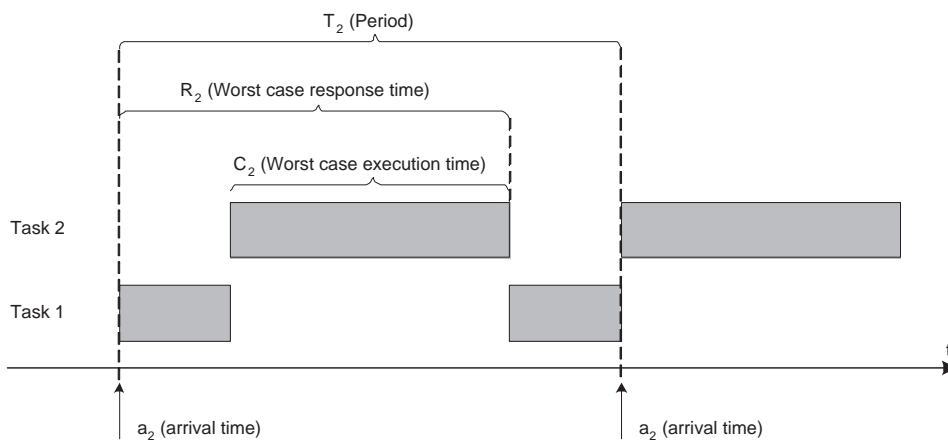 T₂ (Period)
R₂ (Worst case response time)
C₂ (Worst case execution time)
Task 2
Task 1
t
a₂ (arrival time)
a₂ (arrival time)